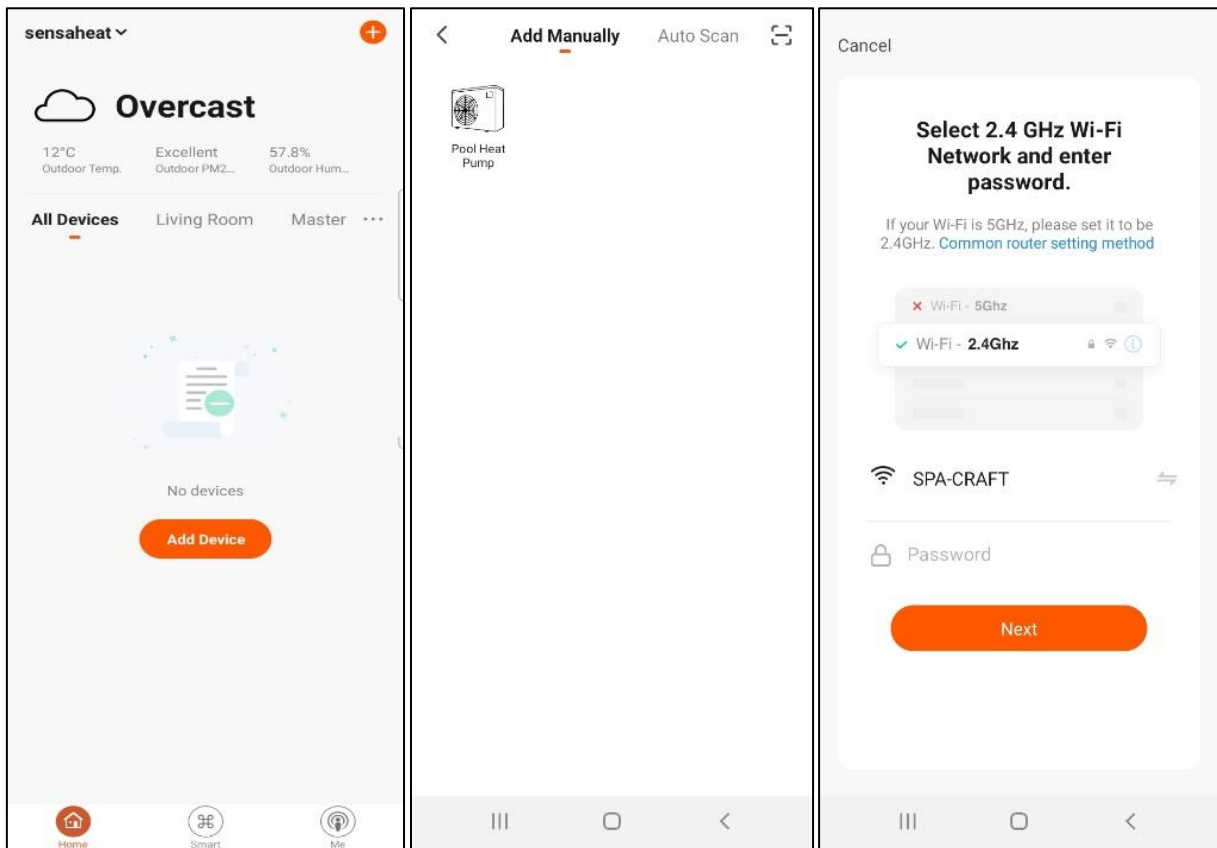 sensaheat
Overcast
12°C Excellent 57.8%
Outdoor Temp. Outdoor PM2... Outdoor Hum...
All Devices Living Room Master ...
No devices
Add Device
Home Smart Me
Add Manually Auto Scan
Pool Heat
Pump
Cancel
Select 2.4 GHz Wi-Fi
Network and enter
password.
If your Wi-Fi is 5GHz, please set it to be
2.4GHz. Common router setting method
Wi-Fi - 5Ghz
Wi-Fi - 2.4Ghz
SPA-CRAFT
Password
Next